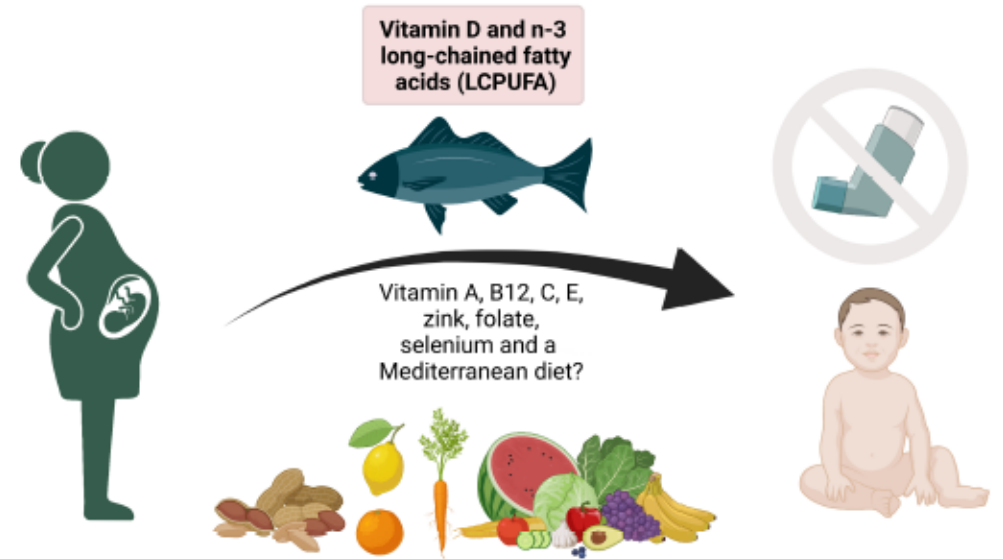 Vitamin D and n-3
long-chained fatty
acids (LCPUFA)
Vitamin A, B12, C, E,
zink, folate,
selenium and a
Mediterranean diet?